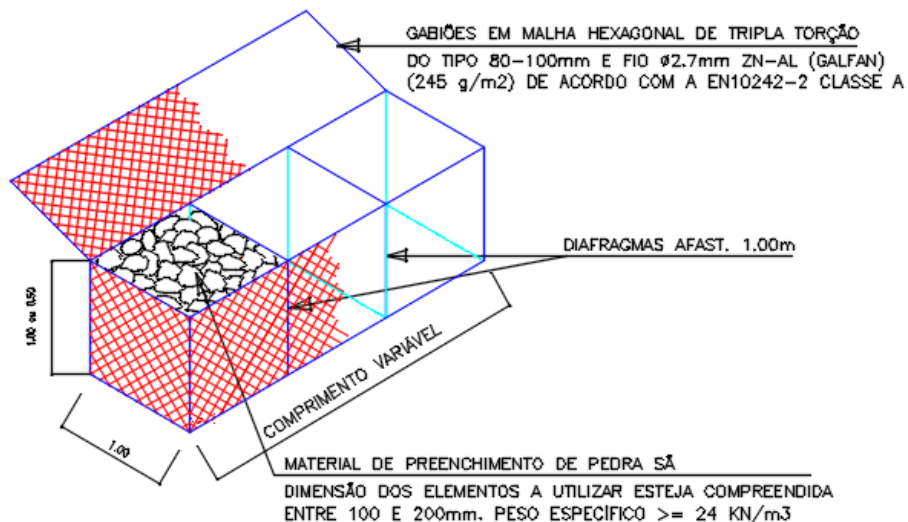 GABIÕES EM MALHA HEXAGONAL DE TRIPLA TORÇÃO
DO TIPO 80-100mm E FIO Ø2.7mm ZN-AL (GALFAN)
(245 g/m2) DE ACORDO COM A EN10242-2 CLASSE A
DIAFRAGMAS AFAST. 1.00m
1.00 ou 0.50
COMPRIMENTO VARIÁVEL
1.00
MATERIAL DE PREENCHIMENTO DE PEDRA SÃ
DIMENSÃO DOS ELEMENTOS A UTILIZAR ESTEJA COMPREENDIDA
ENTRE 100 E 200mm. PESO ESPECÍFICO >= 24 KN/m3